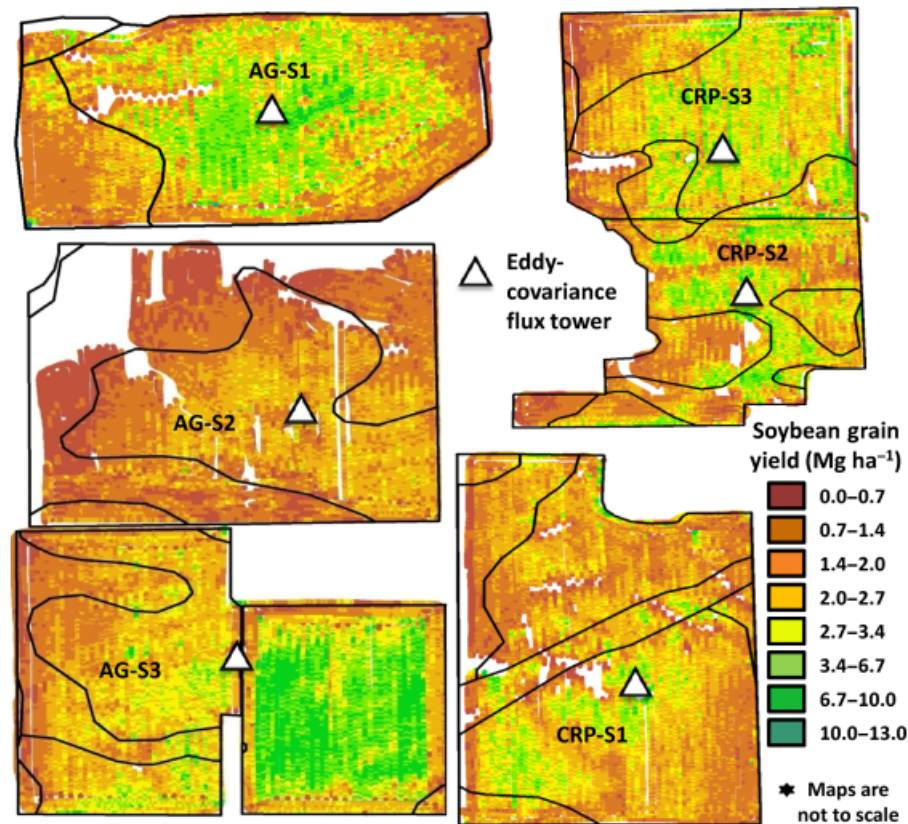 AG-S1
CRP-S3
CRP-S2
Eddy-
covariance
flux tower
AG-S2
Soybean grain
yield (Mg ha⁻¹)
0.0–0.7
0.7–1.4
1.4–2.0
2.0–2.7
2.7–3.4
3.4–6.7
6.7–10.0
10.0–13.0
AG-S3
CRP-S1
Maps are
not to scale